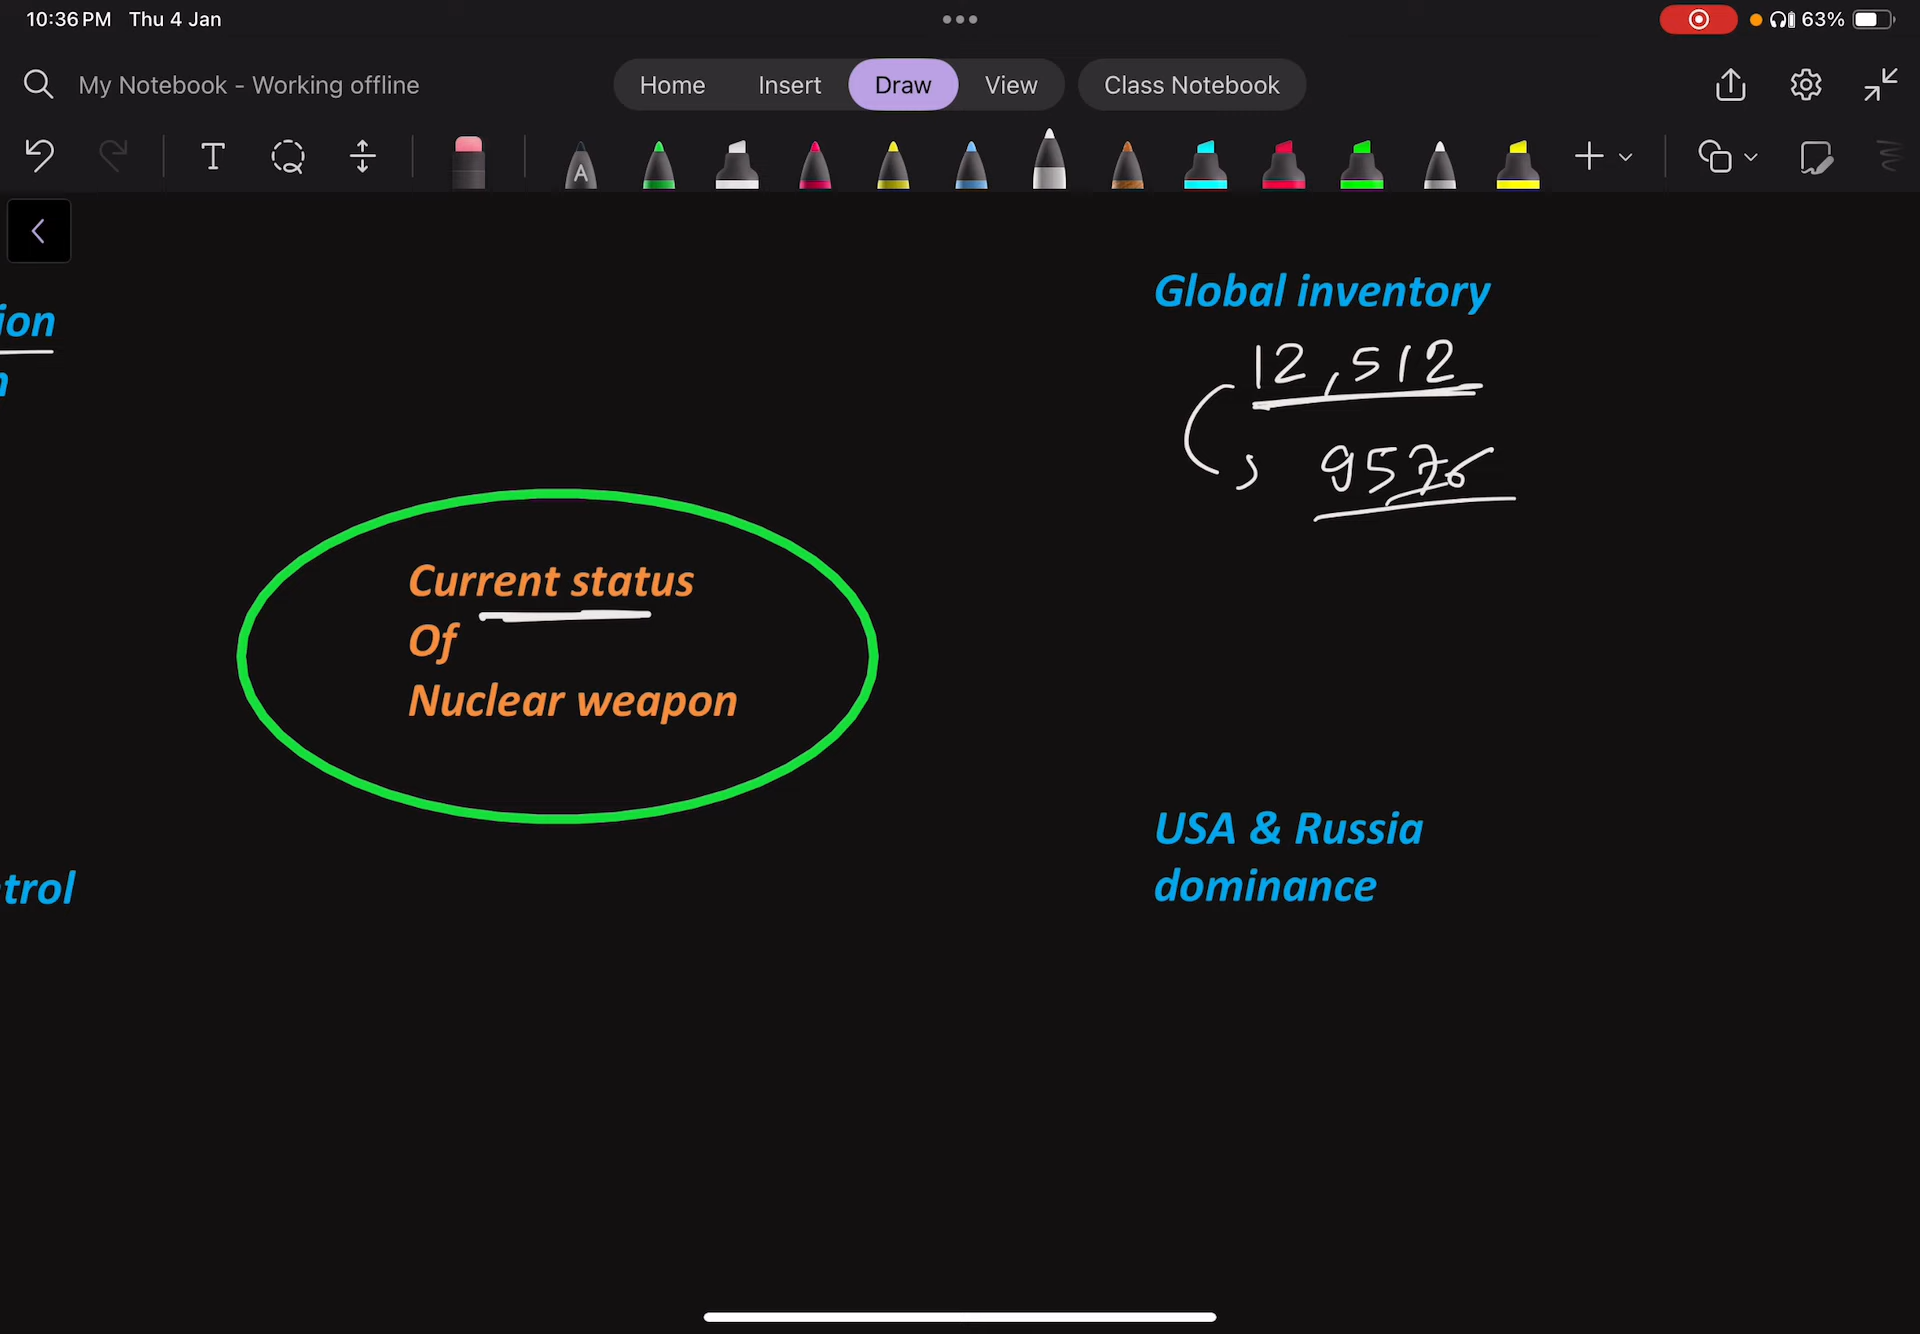 10:36 PM Thu 4 Jan
63%
My Notebook - Working offline
Home Insert Draw View Class Notebook
T
A
ion
n
trol
Global inventory
12,512
9576
Current status
Of
Nuclear weapon
USA & Russia
dominance